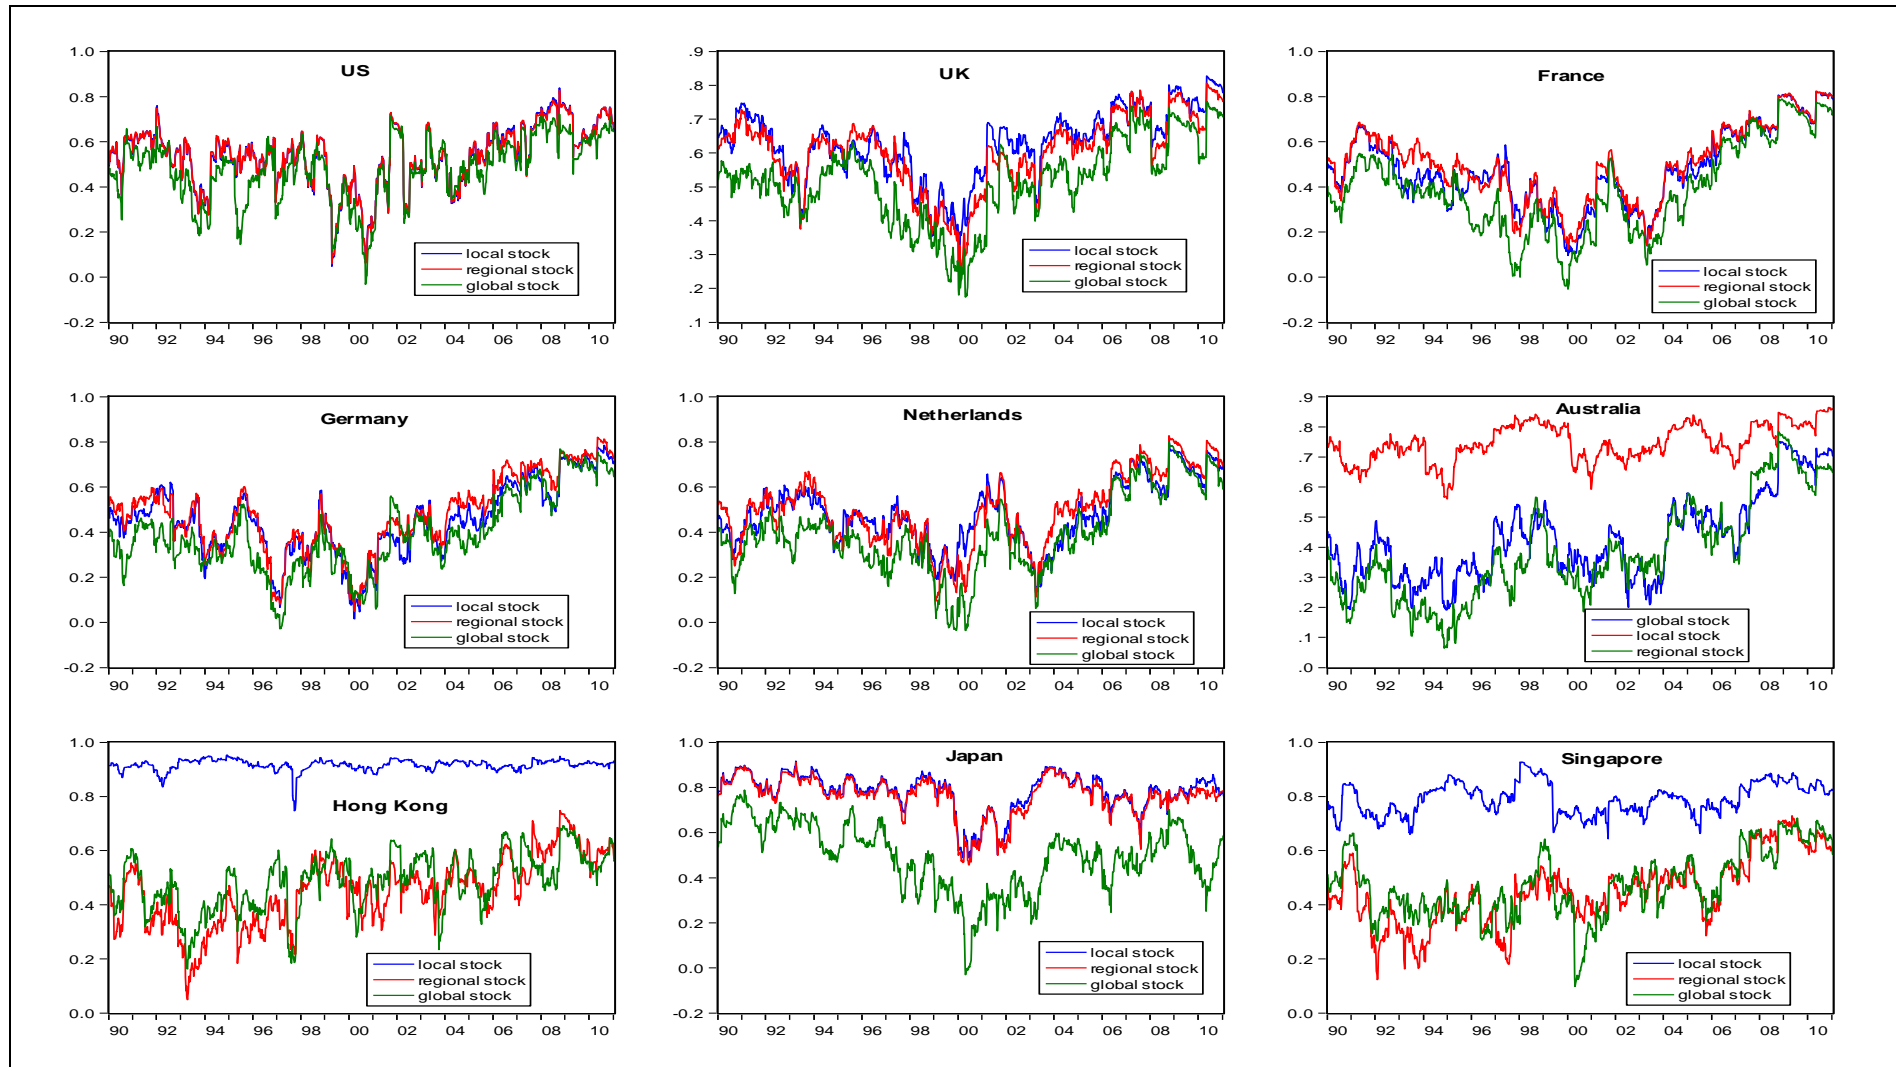 US
1.0
0.8
0.6
0.4
0.2
0.0
-0.2
local stock
regional stock
global stock
90 92 94 96 98 00 02 04 06 08 10
UK
.9
.8
.7
.6
.5
.4
.3
.2
.1
local stock
regional stock
global stock
90 92 94 96 98 00 02 04 06 08 10
France
1.0
0.8
0.6
0.4
0.2
0.0
-0.2
local stock
regional stock
global stock
90 92 94 96 98 00 02 04 06 08 10
Germany
1.0
0.8
0.6
0.4
0.2
0.0
-0.2
local stock
regional stock
global stock
90 92 94 96 98 00 02 04 06 08 10
Netherlands
1.0
0.8
0.6
0.4
0.2
0.0
-0.2
local stock
regional stock
global stock
90 92 94 96 98 00 02 04 06 08 10
Australia
.9
.8
.7
.6
.5
.4
.3
.2
.1
.0
global stock
local stock
regional stock
90 92 94 96 98 00 02 04 06 08 10
Hong Kong
1.0
0.8
0.6
0.4
0.2
0.0
local stock
regional stock
global stock
90 92 94 96 98 00 02 04 06 08 10
Japan
1.0
0.8
0.6
0.4
0.2
0.0
-0.2
local stock
regional stock
global stock
90 92 94 96 98 00 02 04 06 08 10
Singapore
1.0
0.8
0.6
0.4
0.2
0.0
local stock
regional stock
global stock
90 92 94 96 98 00 02 04 06 08 10